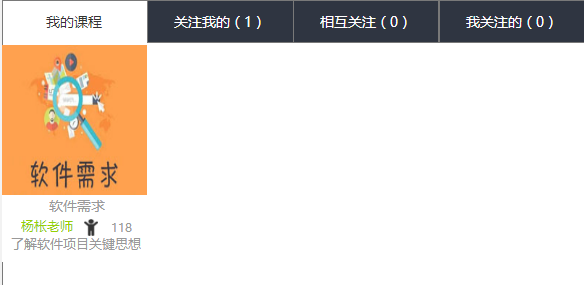 我的课程
关注我的（1）
相互关注（0）
我关注的（0）
软件需求
软件需求
杨枨老师 118
了解软件项目关键思想